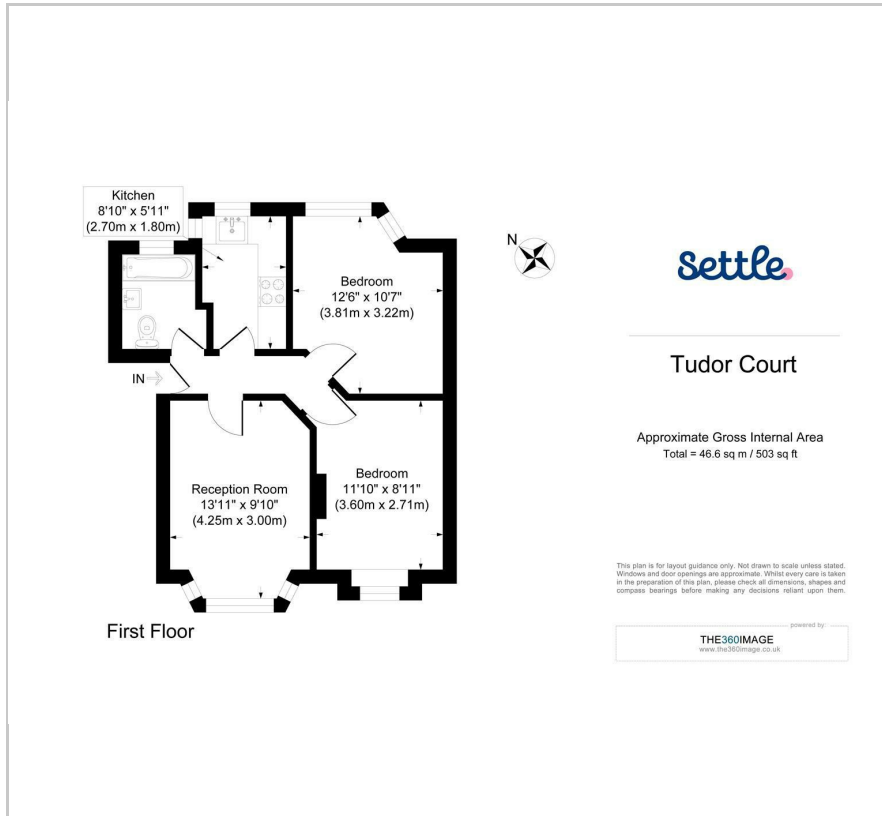 Kitchen
8'10" x 5'11"
(2.70m x 1.80m)
Bedroom
12'6" x 10'7"
(3.81m x 3.22m)
IN
Reception Room
13'11" x 9'10"
(4.25m x 3.00m)
Bedroom
11'10" x 8'11"
(3.60m x 2.71m)
First Floor
N
Settle
Tudor Court
Approximate Gross Internal Area
Total = 46.6 sq m / 503 sq ft
This plan is for layout guidance only. Not drawn to scale unless stated.
Windows and door openings are approximate. Whilst every care is taken
in the preparation of this plan, please check all dimensions, shapes and
compass bearings before making any decisions reliant upon them.
powered by:
THE360IMAGE
www.the360image.co.uk